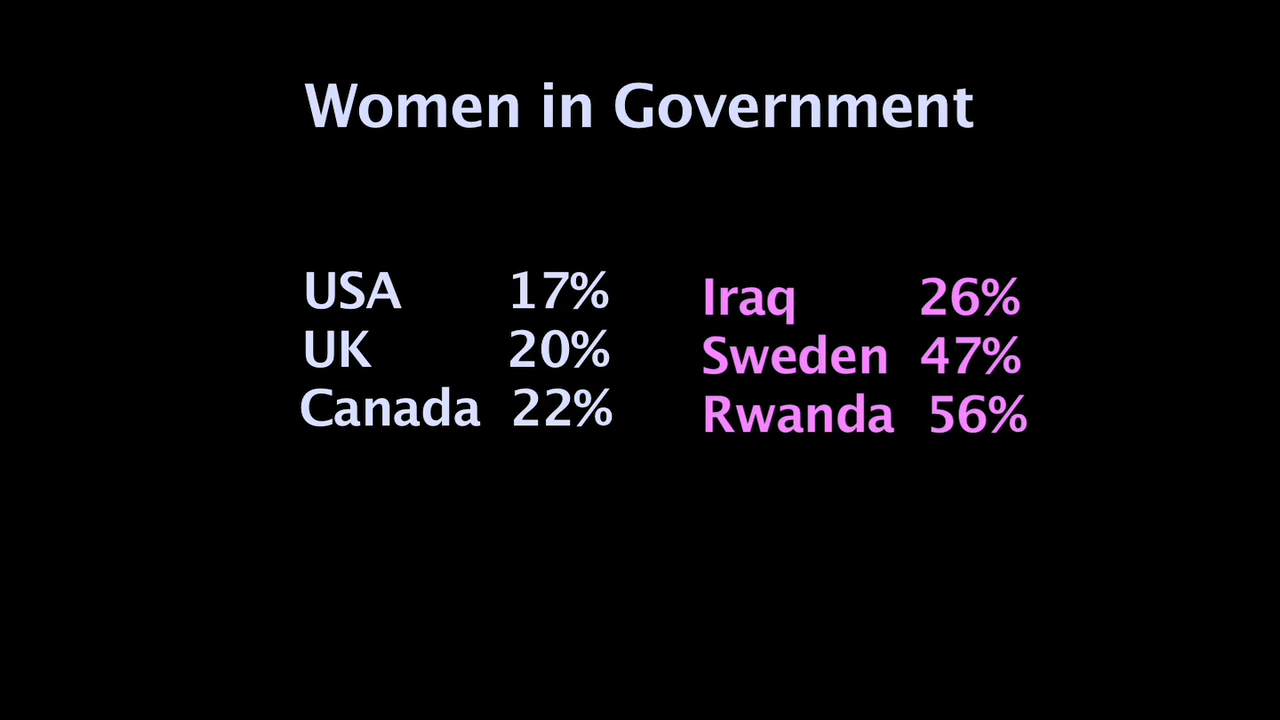 Women in Government
USA 17%
UK 20%
Canada 22%
Iraq 26%
Sweden 47%
Rwanda 56%